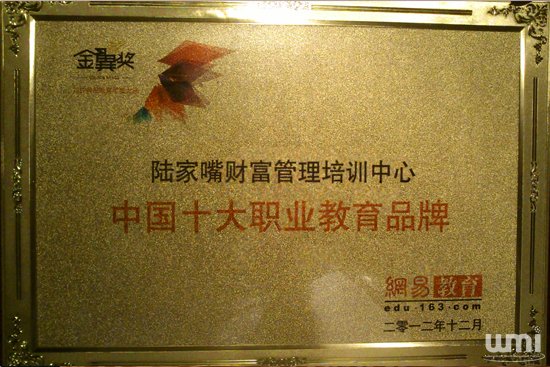 金翼奖
陆家嘴财富管理培训中心
中国十大职业教育品牌
網易教育
edu·163·com
二零一二年十二月
wmi